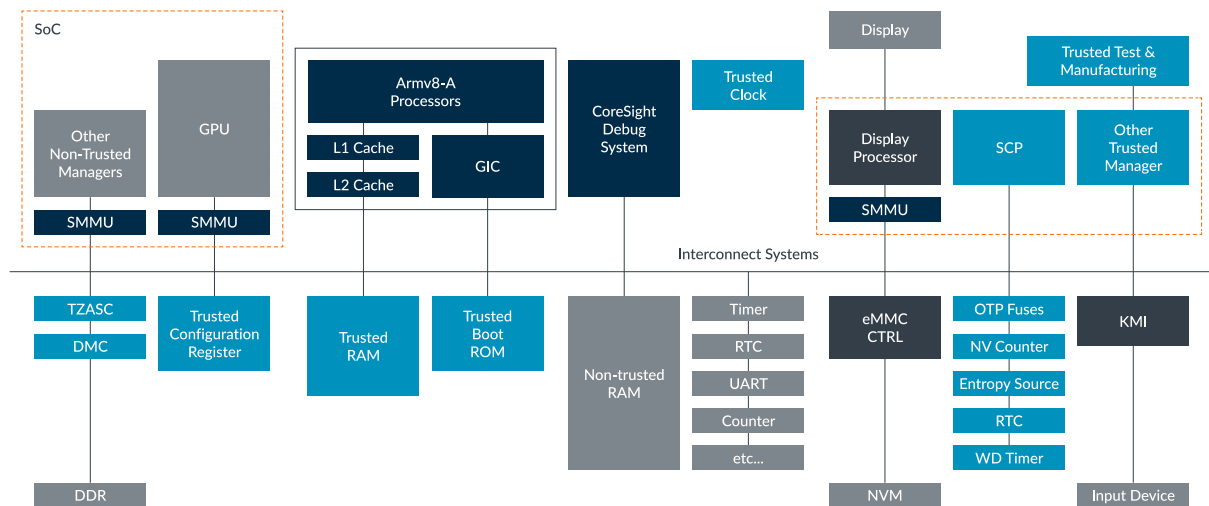 SoC
Other
Non-Trusted
Managers
SMMU
GPU
SMMU
Armv8-A
Processors
L1 Cache
L2 Cache
GIC
CoreSight
Debug
System
Trusted
Clock
Display
Display
Processor
SMMU
SCP
Trusted Test &
Manufacturing
Other
Trusted
Manager
Interconnect Systems
TZASC
DMC
DDR
Trusted
Configuration
Register
Trusted
RAM
Trusted
Boot
ROM
Non-trusted
RAM
Timer
RTC
UART
Counter
etc...
eMMC
CTRL
NVM
OTP Fuses
NV Counter
Entropy Source
RTC
WD Timer
KMI
Input Device